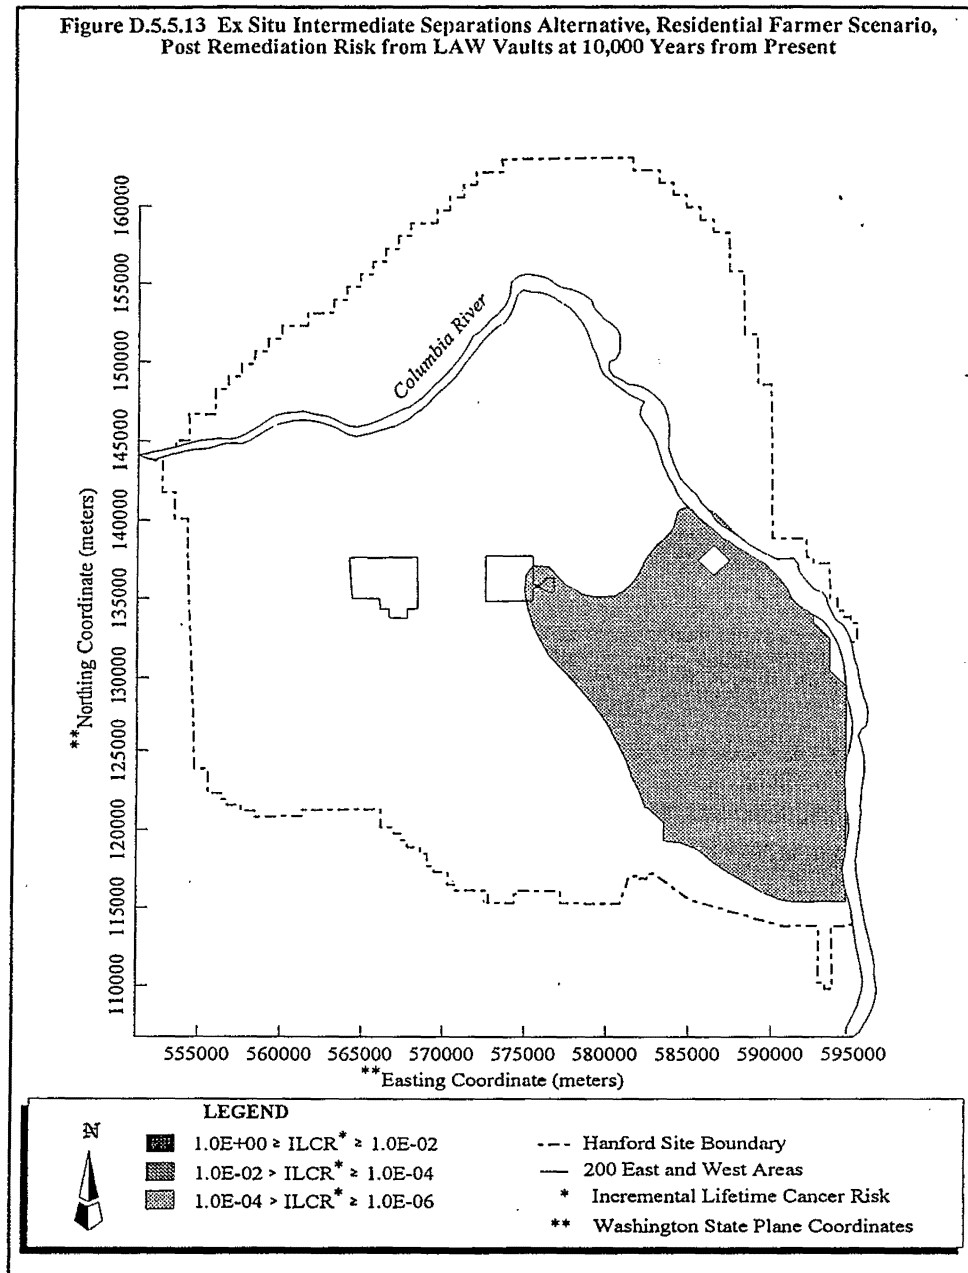 Figure D.5.5.13 Ex Situ Intermediate Separations Alternative, Residential Farmer Scenario,
Post Remediation Risk from LAW Vaults at 10,000 Years from Present
160000
155000
150000
145000
140000
135000
130000
125000
120000
115000
110000
**Northing Coordinate (meters)
Columbia River
555000 560000 565000 570000 575000 580000 585000 590000 595000
**Easting Coordinate (meters)
LEGEND
N
1.0E+00 ≥ ILCR* ≥ 1.0E-02
1.0E-02 > ILCR* ≥ 1.0E-04
1.0E-04 > ILCR* ≥ 1.0E-06
Hanford Site Boundary
200 East and West Areas
* Incremental Lifetime Cancer Risk
** Washington State Plane Coordinates